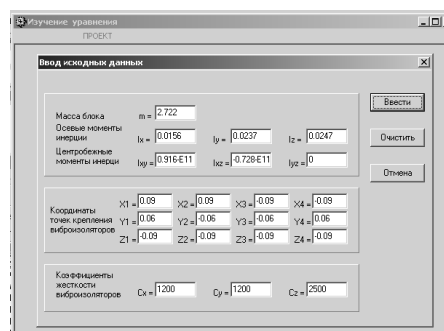 Изучение уравнения
ПРОЕКТ
Ввод исходных данных
Масса блока m = 2.722
Осевые моменты инерции Ix = 0.0156 Iy = 0.0237 Iz = 0.0247
Центробежные моменты инерци Ixy = 0.916-E11 Ixz = -0.728-E11 Iyz = 0
Ввести
Очистить
Отмена
Координаты точек крепления виброизоляторов
X1 = 0.09 X2 = 0.09 X3 = -0.09 X4 = -0.09
Y1 = 0.06 Y2 = -0.06 Y3 = -0.06 Y4 = 0.06
Z1 = -0.09 Z2 = -0.09 Z3 = -0.09 Z4 = -0.09
Коэффициенты жесткости виброизоляторов Cx = 1200 Cy = 1200 Cz = 2500